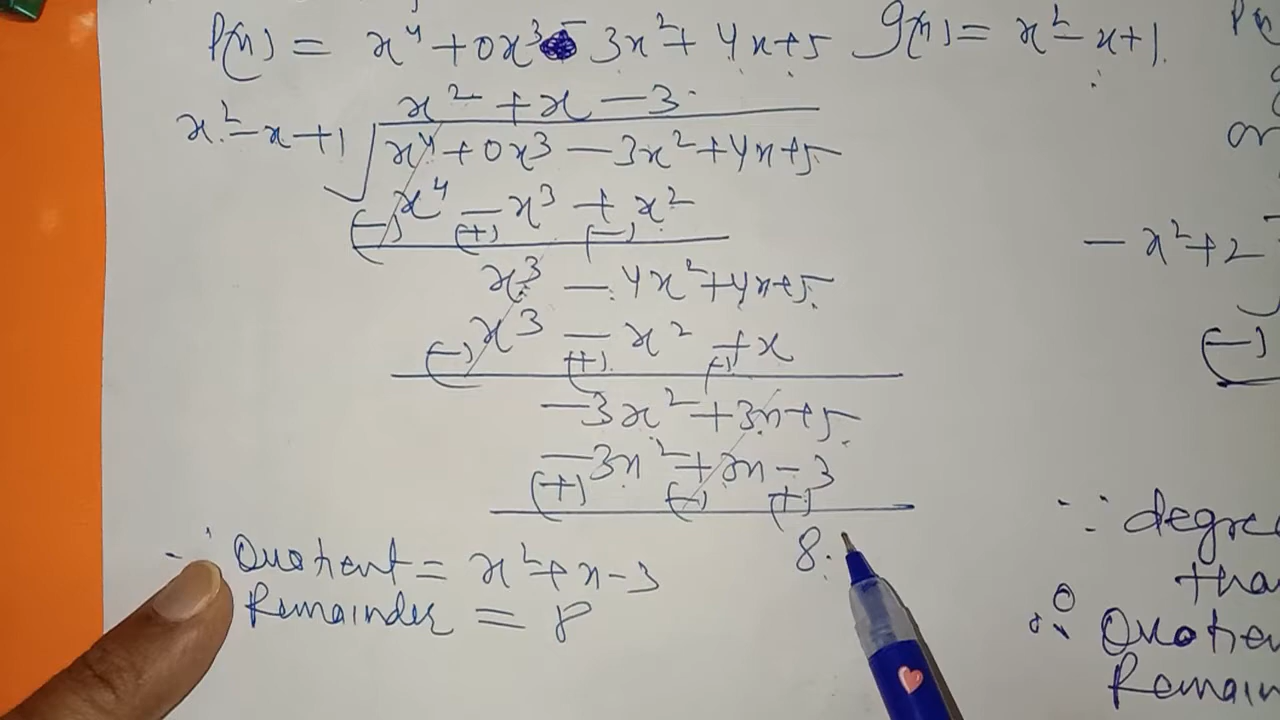 P(x) = x⁴ + 0x³ - 3x² + 4x + 5 g(x) = x² - x + 1
x² + x - 3
x² - x + 1 x⁴ + 0x³ - 3x² + 4x + 5
x⁴ - x³ + x²
(-) (+) (-)
x³ - 4x² + 4x + 5
x³ - x² + x
(-) (+) (-)
-3x² + 3x + 5
-3x² + 3x - 3
(+) (-) (+)
8
∴ Quotient = x² + x - 3
Remainder = 8
or
- x² + 2
(-)
∵ degree
tha
∴ Quotien
Remain